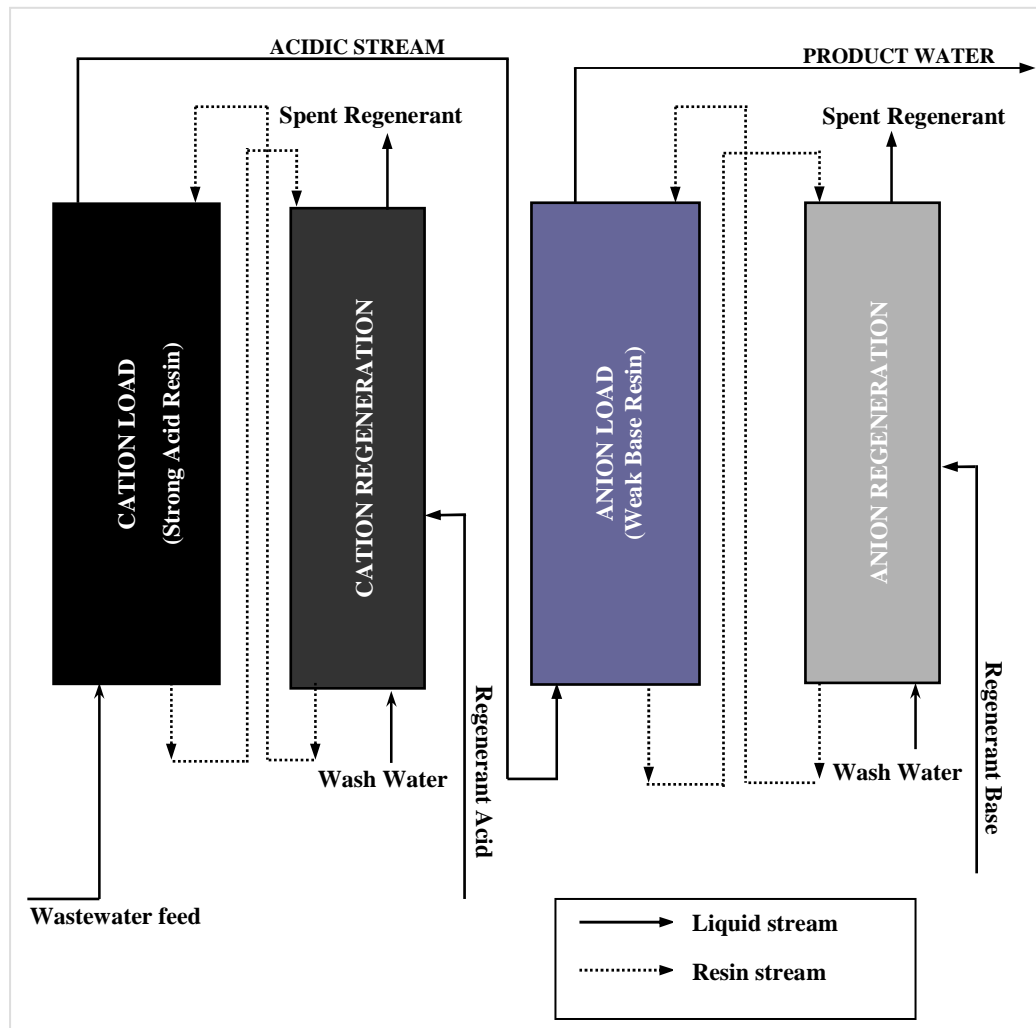 ACIDIC STREAM
PRODUCT WATER
Spent Regenerant
Spent Regenerant
CATION LOAD
(Strong Acid Resin)
CATION REGENERATION
ANION LOAD
(Weak Base Resin)
ANION REGENERATION
Regenerant Acid
Regenerant Base
Wash Water
Wash Water
Wastewater feed
Liquid stream
Resin stream